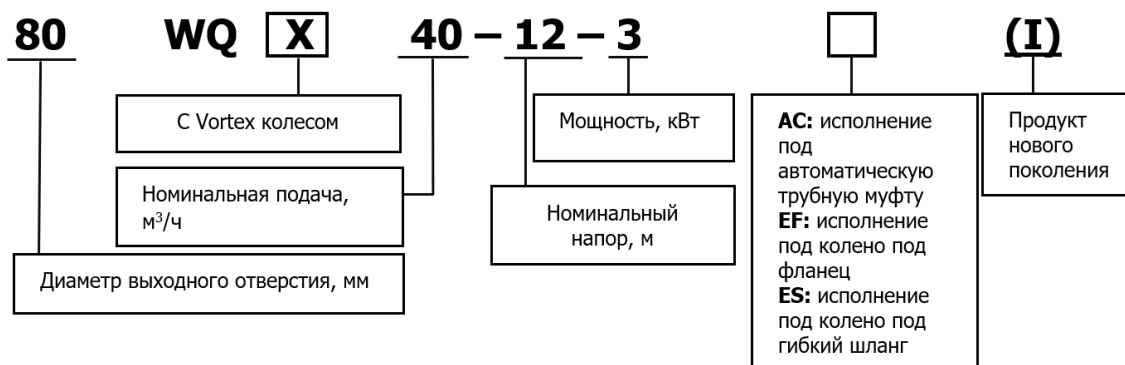 80 WQ X 40 – 12 – 3 (I)
С Vortex колесом
Номинальная подача,
м³/ч
Диаметр выходного отверстия, мм
Мощность, кВт
Номинальный
напор, м
AC: исполнение
под
автоматическую
трубную муфту
EF: исполнение
под колено под
фланец
ES: исполнение
под колено под
гибкий шланг
Продукт
нового
поколения